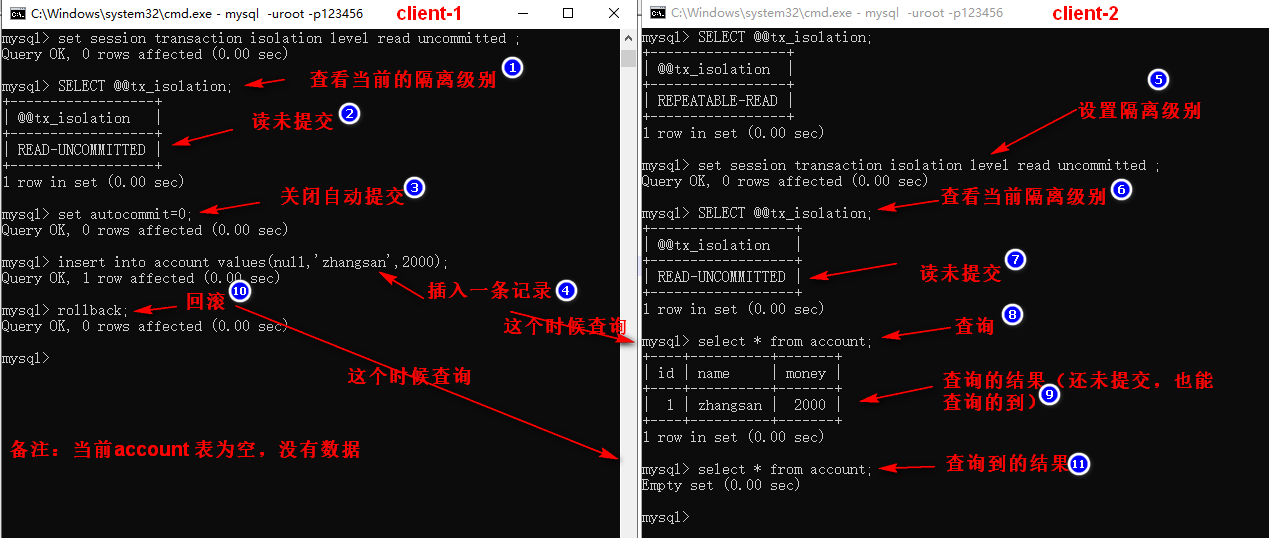 C:\Windows\system32\cmd.exe - mysql  -uroot -p123456
client-1
mysql> set session transaction isolation level read uncommitted ;
Query OK, 0 rows affected (0.00 sec)
mysql> SELECT @@tx_isolation;
查看当前的隔离级别 1
+------------------+
| @@tx_isolation   |
+------------------+
| READ-UNCOMMITTED |
+------------------+
读未提交 2
1 row in set (0.00 sec)
mysql> set autocommit=0;
关闭自动提交 3
Query OK, 0 rows affected (0.00 sec)
mysql> insert into account values(null,'zhangsan',2000);
Query OK, 1 row affected (0.00 sec)
插入一条记录 4
这个时候查询
mysql> rollback;
回滚 10
Query OK, 0 rows affected (0.00 sec)
mysql>
这个时候查询
备注：当前account 表为空，没有数据
C:\Windows\system32\cmd.exe - mysql  -uroot -p123456
client-2
mysql> SELECT @@tx_isolation;
+-----------------+
| @@tx_isolation  |
+-----------------+
| REPEATABLE-READ |
+-----------------+
1 row in set (0.00 sec)
5
设置隔离级别
mysql> set session transaction isolation level read uncommitted ;
Query OK, 0 rows affected (0.00 sec)
mysql> SELECT @@tx_isolation;
查看当前隔离级别 6
+------------------+
| @@tx_isolation   |
+------------------+
| READ-UNCOMMITTED |
+------------------+
读未提交 7
1 row in set (0.00 sec)
mysql> select * from account;
查询 8
+----+----------+-------+
| id | name     | money |
+----+----------+-------+
|  1 | zhangsan |  2000 |
+----+----------+-------+
查询的结果（还未提交，也能
查询的到） 9
1 row in set (0.00 sec)
mysql> select * from account;
查询到的结果 11
Empty set (0.00 sec)
mysql>